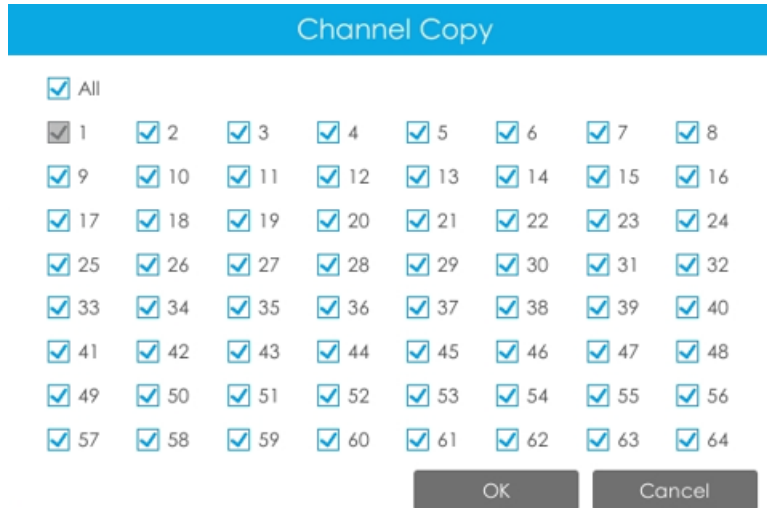 Channel Copy
All
1 2 3 4 5 6 7 8
9 10 11 12 13 14 15 16
17 18 19 20 21 22 23 24
25 26 27 28 29 30 31 32
33 34 35 36 37 38 39 40
41 42 43 44 45 46 47 48
49 50 51 52 53 54 55 56
57 58 59 60 61 62 63 64
OK Cancel